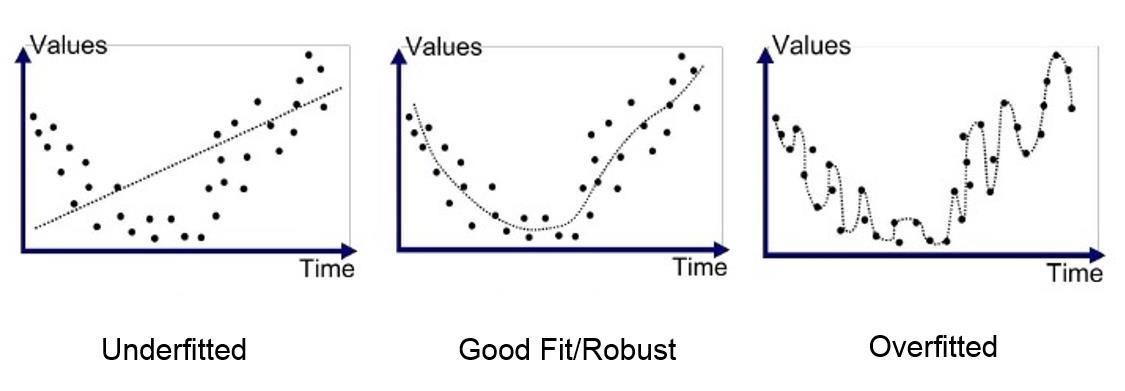 Values
Time
Underfitted
Values
Time
Good Fit/Robust
Values
Time
Overfitted